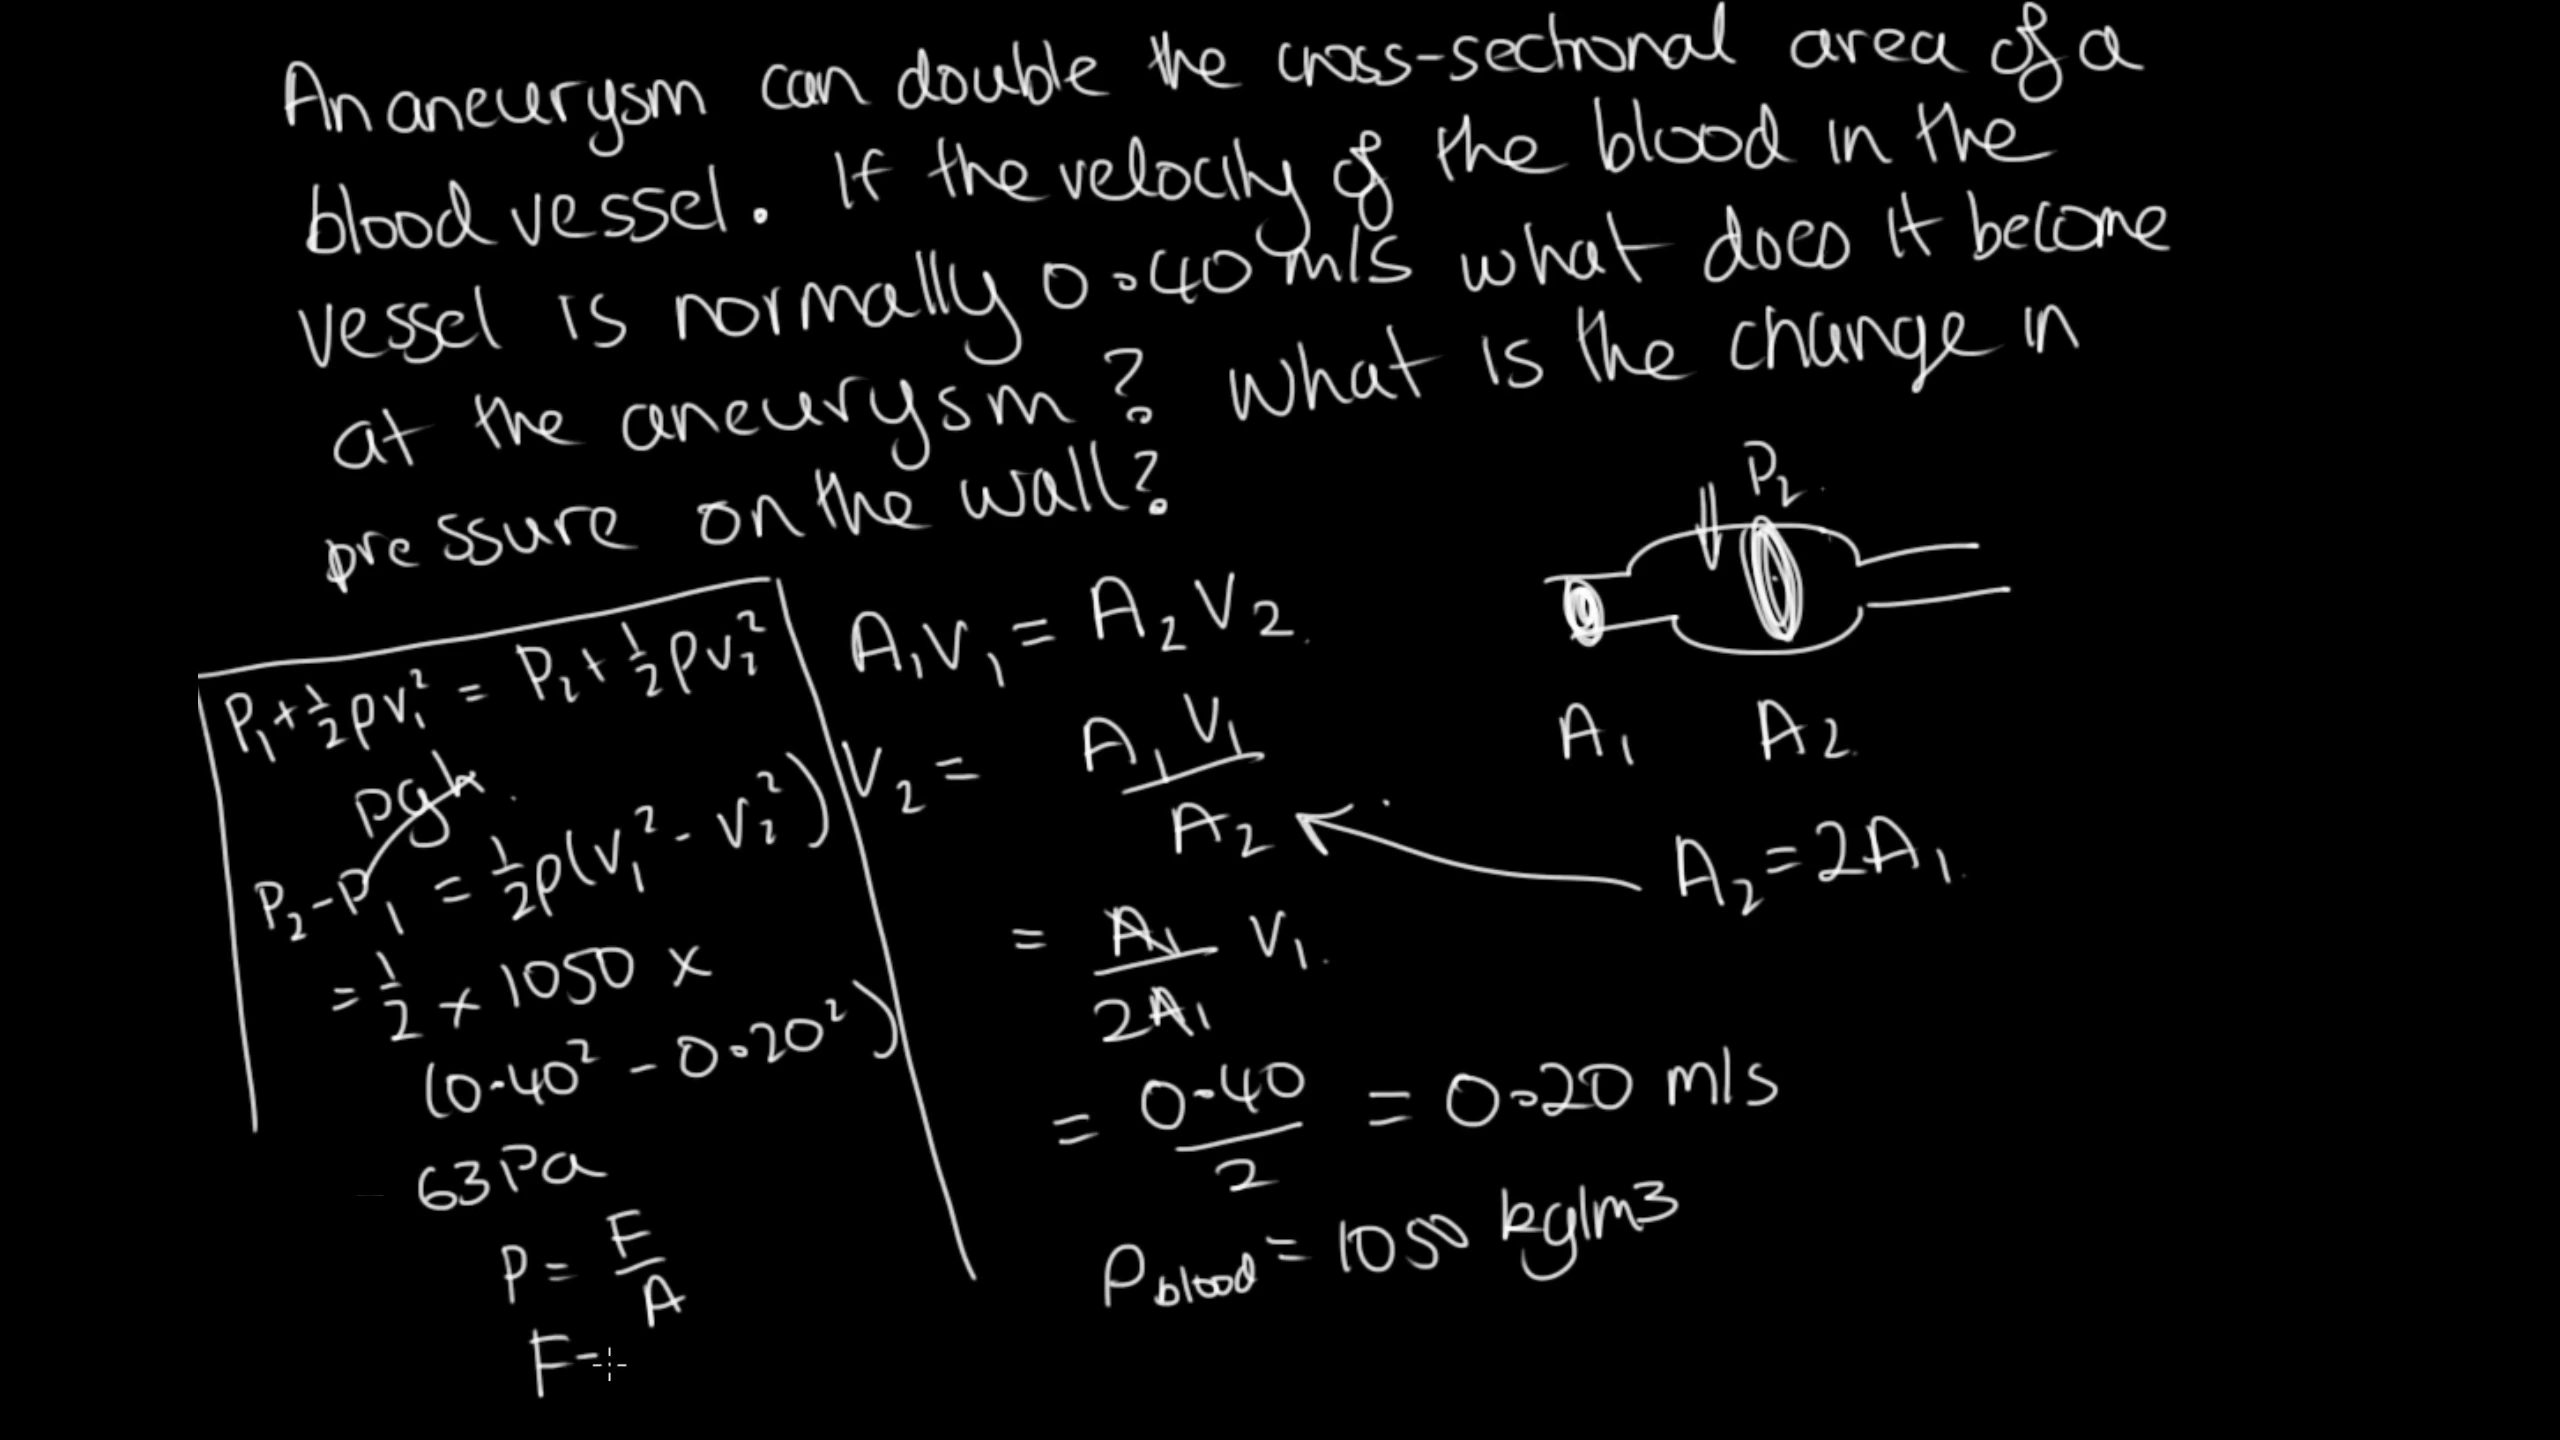 An aneurysm can double the cross-sectional area of a
blood vessel. If the velocity of the blood in the
vessel is normally 0.40 m/s what does it become
at the aneurysm? What is the change in
pressure on the wall?
P₂
A₁ A₂
A₂ = 2A₁
P₁ + ½ρv₁² = P₂ + ½ρv₂²
ρgh
P₂ - P₁ = ½ρ(v₁² - v₂²)
= ½ × 1050 ×
(0.40² - 0.20²)
63Pa
P = F/A
F=
A₁V₁ = A₂V₂
V₂ = A₁V₁/A₂
= A₁/2A₁ V₁
= 0.40/2 = 0.20 m/s
ρblood = 1050 kg/m3